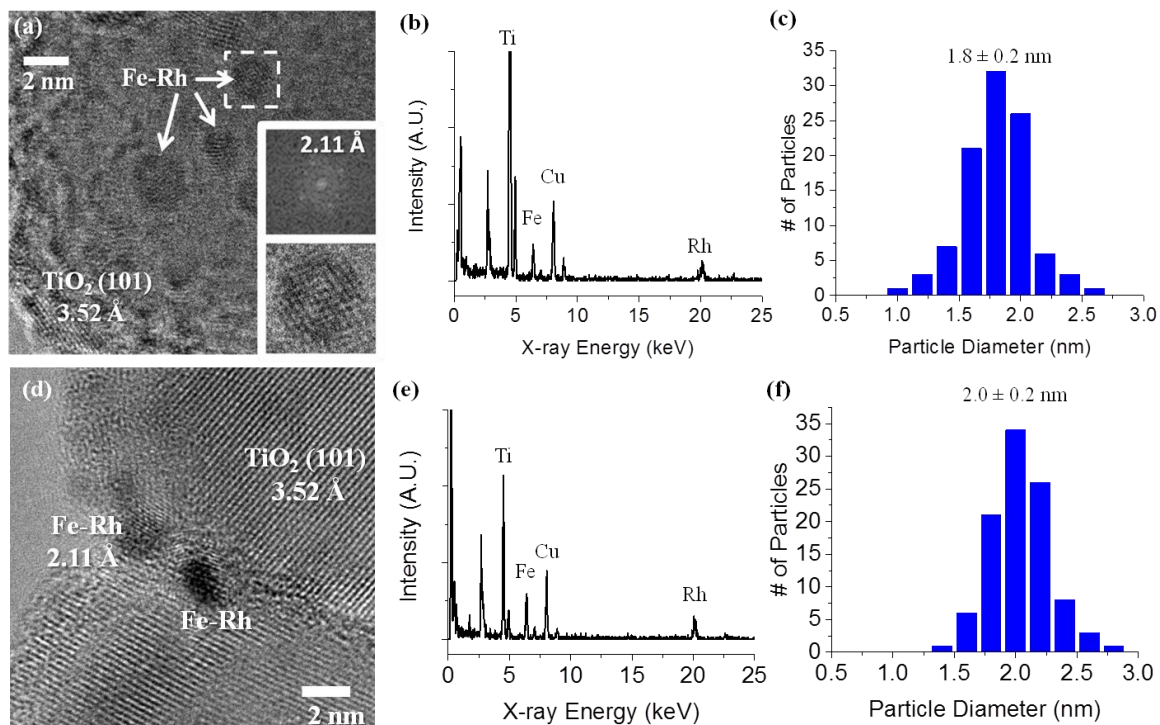 (a)
2 nm
Fe-Rh
2.11 Å
TiO₂ (101)
3.52 Å
(b)
Ti
Cu
Fe
Rh
Intensity (A.U.)
0 5 10 15 20 25
X-ray Energy (keV)
(c)
1.8 ± 0.2 nm
35
30
25
20
15
10
5
0
# of Particles
0.5 1.0 1.5 2.0 2.5 3.0
Particle Diameter (nm)
(d)
TiO₂ (101)
3.52 Å
Fe-Rh
2.11 Å
Fe-Rh
2 nm
(e)
Ti
Cu
Fe
Rh
Intensity (A.U.)
0 5 10 15 20 25
X-ray Energy (keV)
(f)
2.0 ± 0.2 nm
35
30
25
20
15
10
5
0
# of Particles
0.5 1.0 1.5 2.0 2.5 3.0
Particle Diameter (nm)